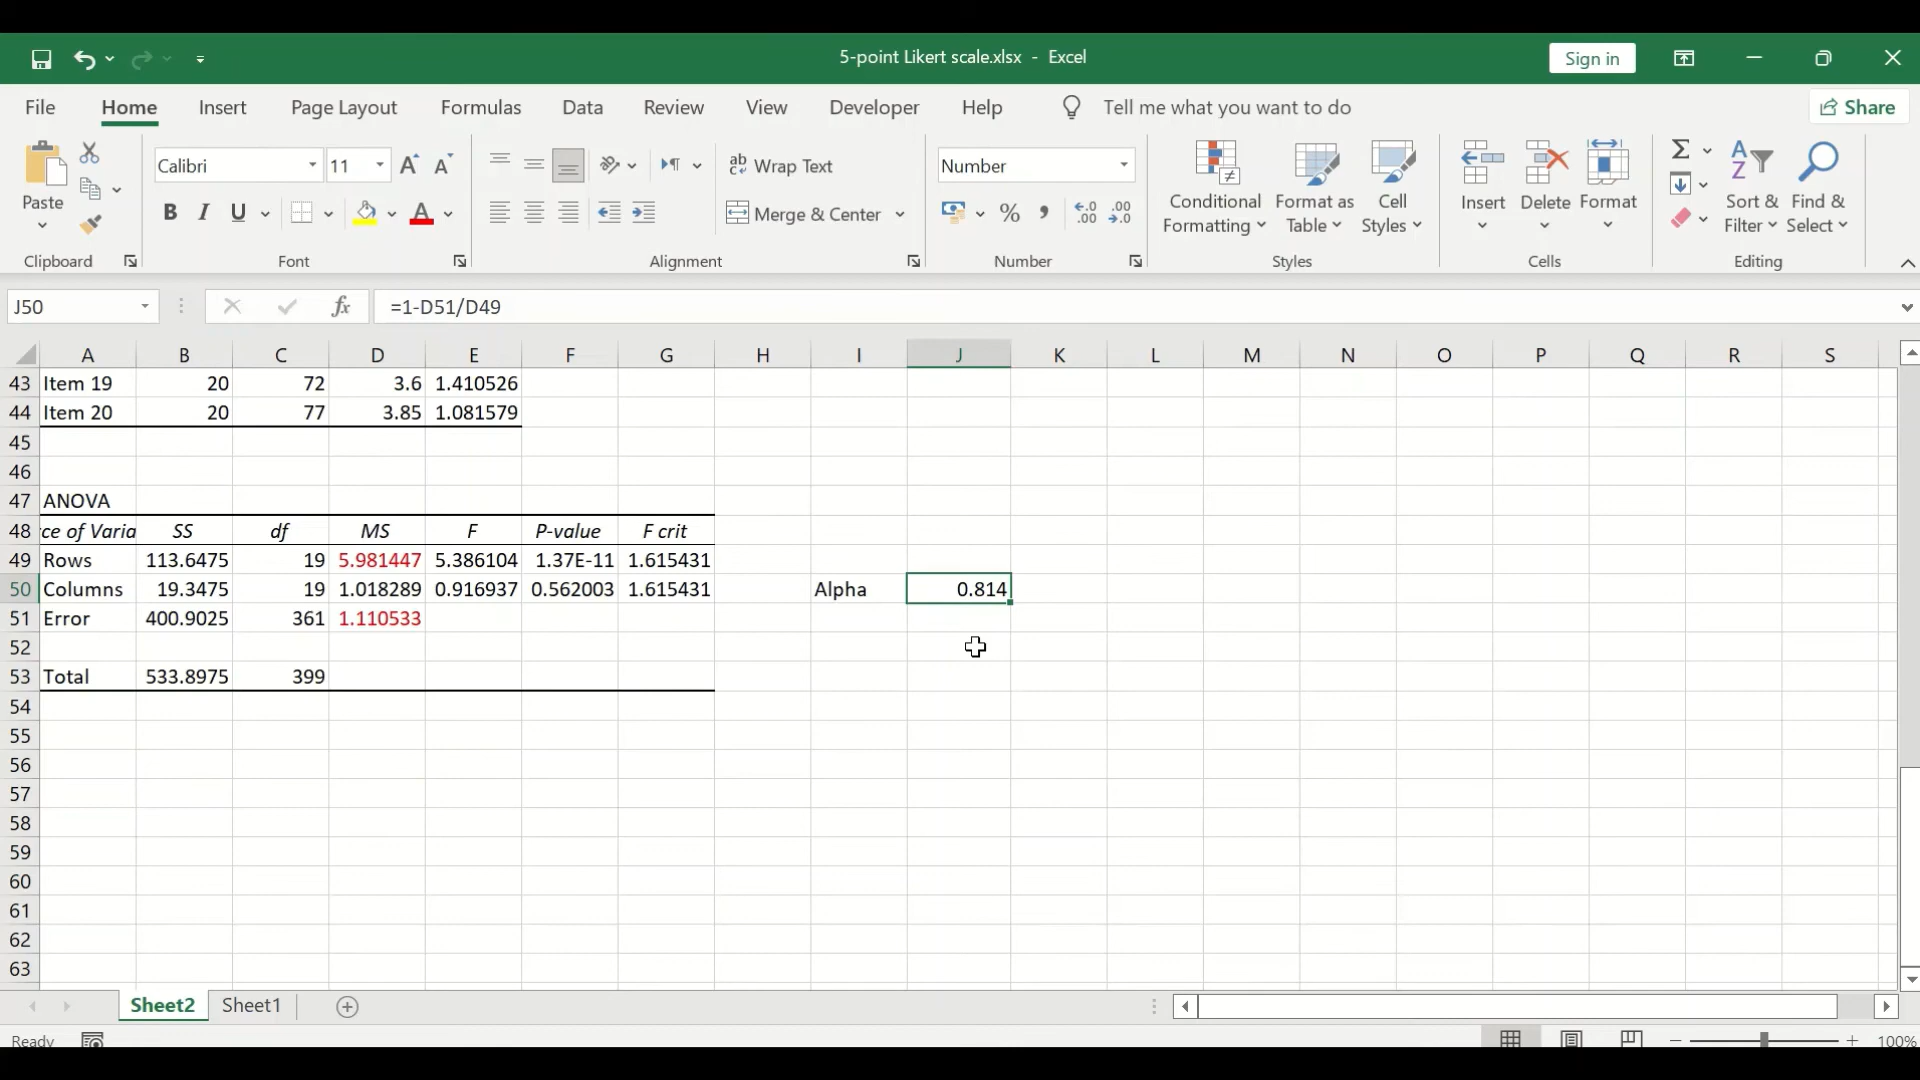 5-point Likert scale.xlsx - Excel
Sign in
File Home Insert Page Layout Formulas Data Review View Developer Help Tell me what you want to do Share
Paste
Clipboard
Calibri 11
B I U
Font
ab Wrap Text
Merge & Center
Alignment
Number
% , .00 .00
Number
Conditional Formatting
Format as Table
Cell Styles
Styles
Insert
Delete
Format
Cells
Sort & Filter
Find & Select
Editing
J50 fx =1-D51/D49
A B C D E F G H I J K L M N O P Q R S
43 Item 19 20 72 3.6 1.410526
44 Item 20 20 77 3.85 1.081579
45
46
47 ANOVA
48 rce of Varia SS df MS F P-value F crit
49 Rows 113.6475 19 5.981447 5.386104 1.37E-11 1.615431
50 Columns 19.3475 19 1.018289 0.916937 0.562003 1.615431 Alpha 0.814
51 Error 400.9025 361 1.110533
52
53 Total 533.8975 399
54
55
56
57
58
59
60
61
62
63
Sheet2 Sheet1
Ready 100%